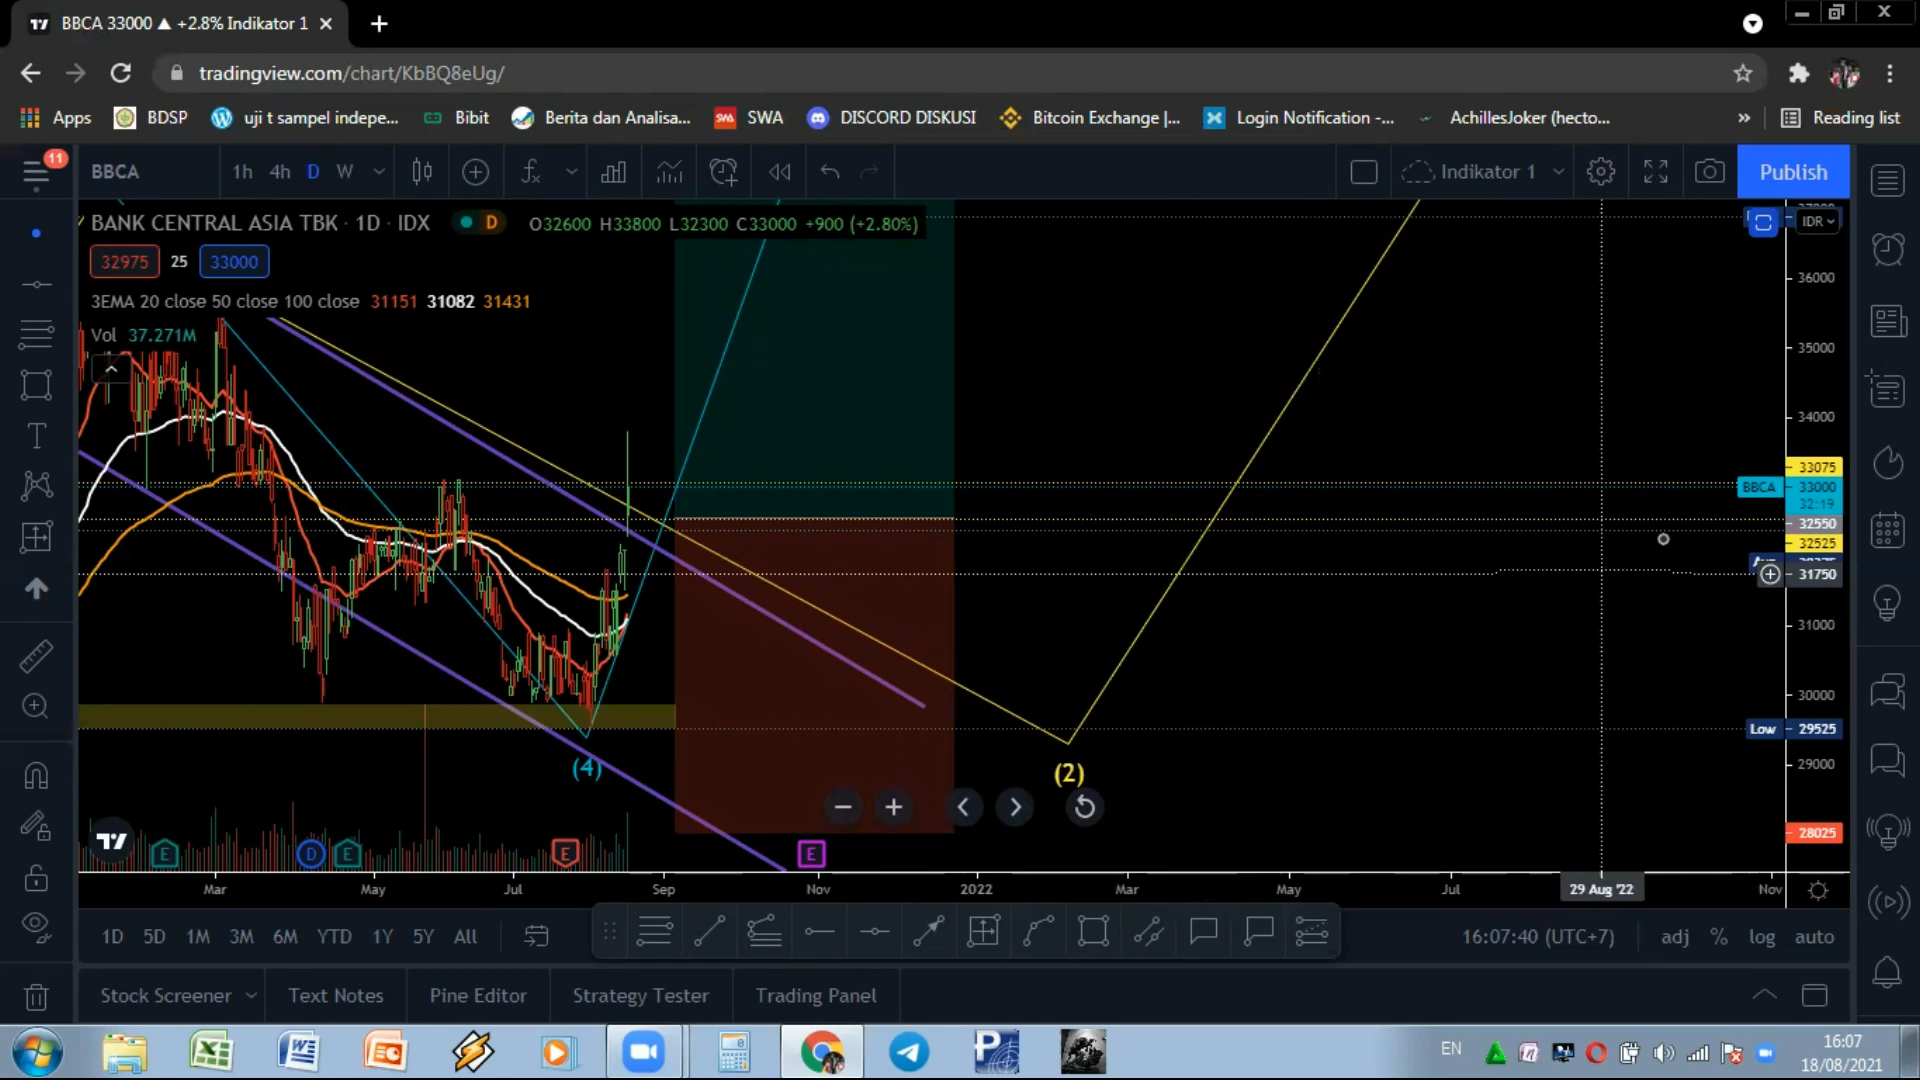 BBCA 33000 ▲ +2.8% Indikator 1
tradingview.com/chart/KbBQ8eUg/
Apps BDSP uji t sampel indepe... Bibit Berita dan Analisa... SWA DISCORD DISKUSI Bitcoin Exchange |... Login Notification -... AchillesJoker (hecto... » Reading list
11
BBCA 1h 4h D W Indikator 1 Publish
BANK CENTRAL ASIA TBK · 1D · IDX D O32600 H33800 L32300 C33000 +900 (+2.80%)
IDR
32975 25 33000
3EMA 20 close 50 close 100 close 31151 31082 31431
Vol 37.271M
36000
35000
34000
33075
BBCA 33000
32:19
32550
32525
31750
31000
30000
Low 29525
29000
28025
(4)
(2)
E D E E E
Mar May Jul Sep Nov 2022 Mar May Jul 29 Aug '22 Nov
1D 5D 1M 3M 6M YTD 1Y 5Y All 16:07:40 (UTC+7) adj % log auto
Stock Screener Text Notes Pine Editor Strategy Tester Trading Panel
EN
16:07
18/08/2021